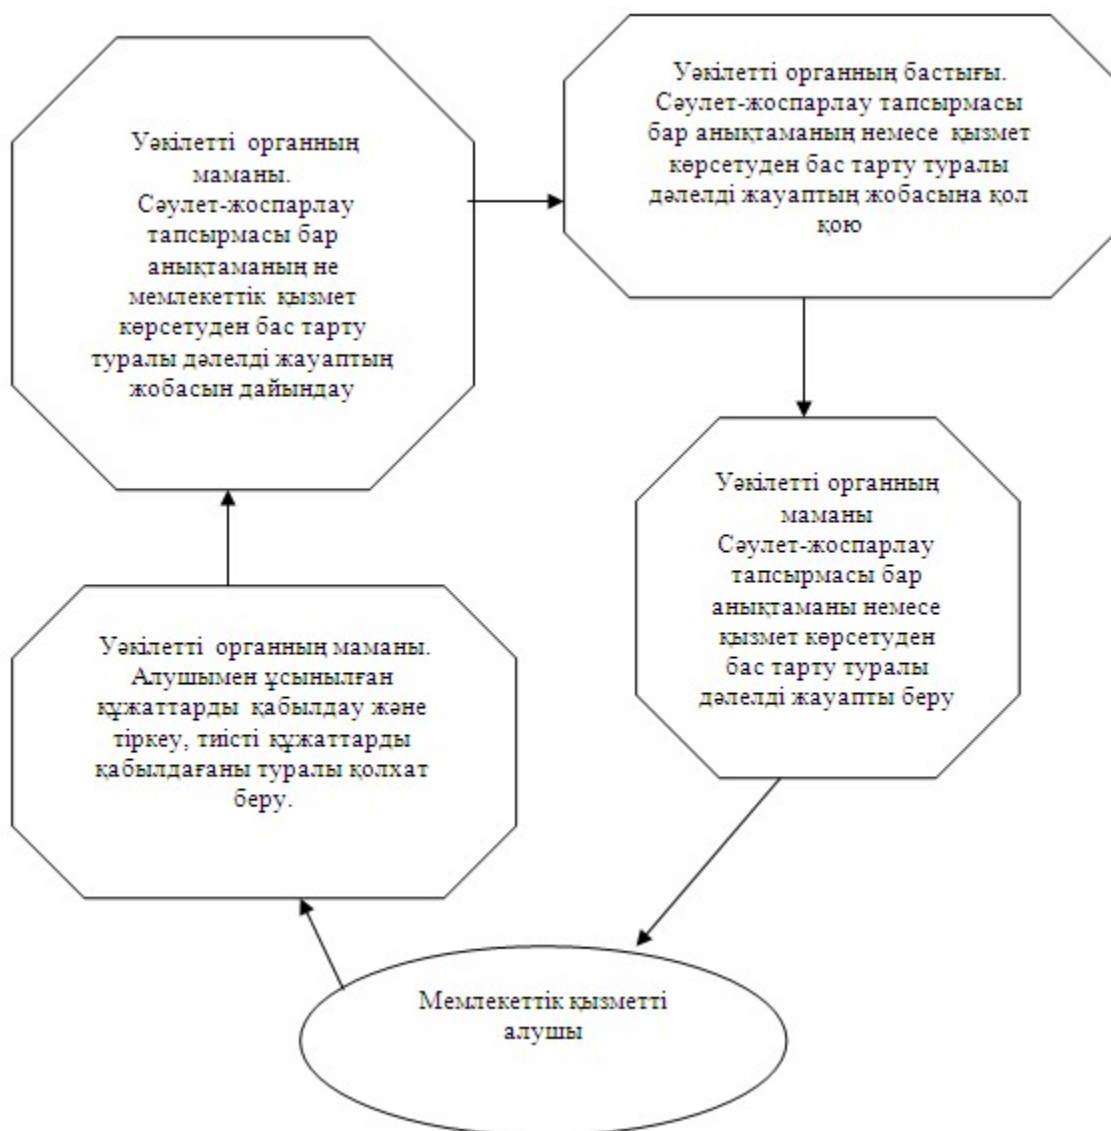 Уәкілетті органның
маманы.
Сәулет-жоспарлау
тапсырмасы бар
анықтаманың не
мемлекеттік қызмет
көрсетуден бас тарту
туралы дәлелді жауаптың
жобасын дайындау
Уәкілетті органның бастығы.
Сәулет-жоспарлау тапсырмасы
бар анықтаманың немесе қызмет
көрсетуден бас тарту туралы
дәлелді жауаптың жобасына қол
қою
Уәкілетті органның
маманы
Сәулет-жоспарлау
тапсырмасы бар
анықтаманы немесе
қызмет көрсетуден
бас тарту туралы
дәлелді жауапты беру
Уәкілетті органның маманы.
Алушымен ұсынылған
құжаттарды қабылдау және
тіркеу, тиісті құжаттарды
қабылдағаны туралы қолхат
беру.
Мемлекеттік қызметті
алушы